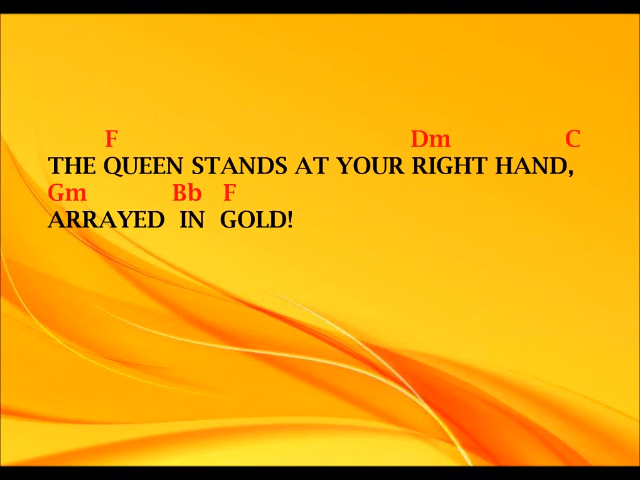 F Dm C
THE QUEEN STANDS AT YOUR RIGHT HAND,
Gm Bb F
ARRAYED IN GOLD!